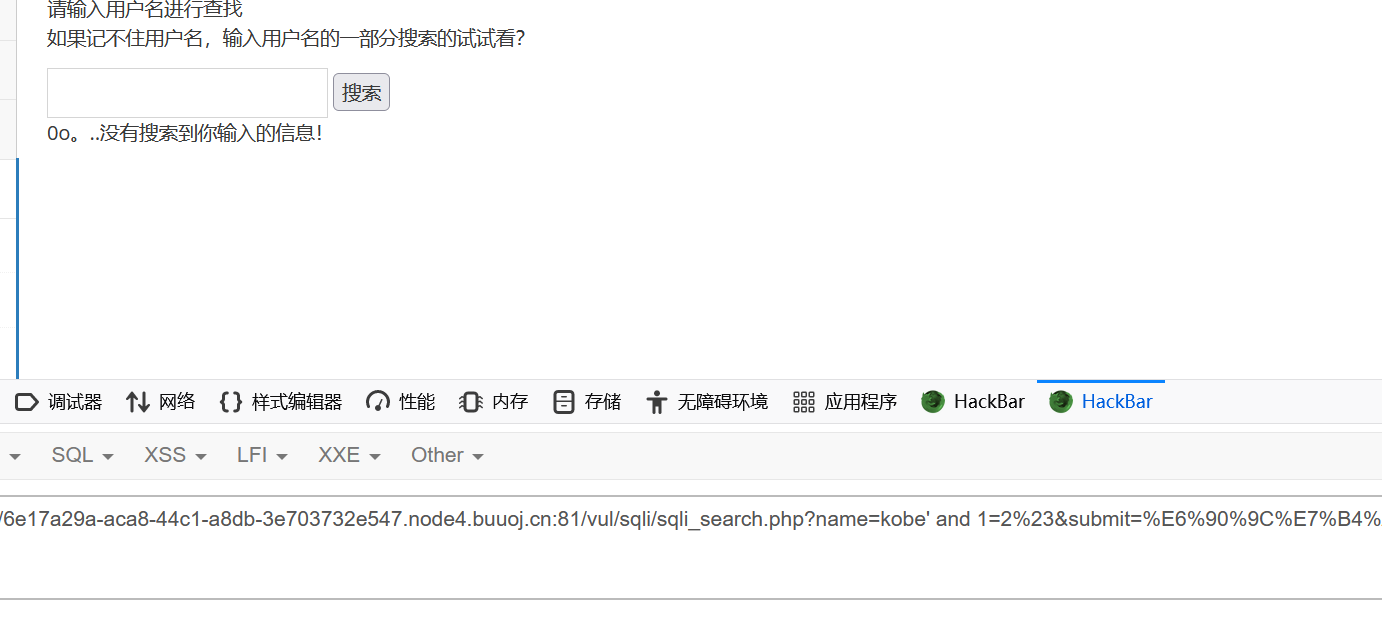 请输入用户名进行查找
如果记不住用户名，输入用户名的一部分搜索的试试看？
搜索
0o。..没有搜索到你输入的信息！
调试器 网络 样式编辑器 性能 内存 存储 无障碍环境 应用程序 HackBar HackBar
SQL XSS LFI XXE Other
/6e17a29a-aca8-44c1-a8db-3e703732e547.node4.buuoj.cn:81/vul/sqli/sqli_search.php?name=kobe' and 1=2%23&submit=%E6%90%9C%E7%B4%